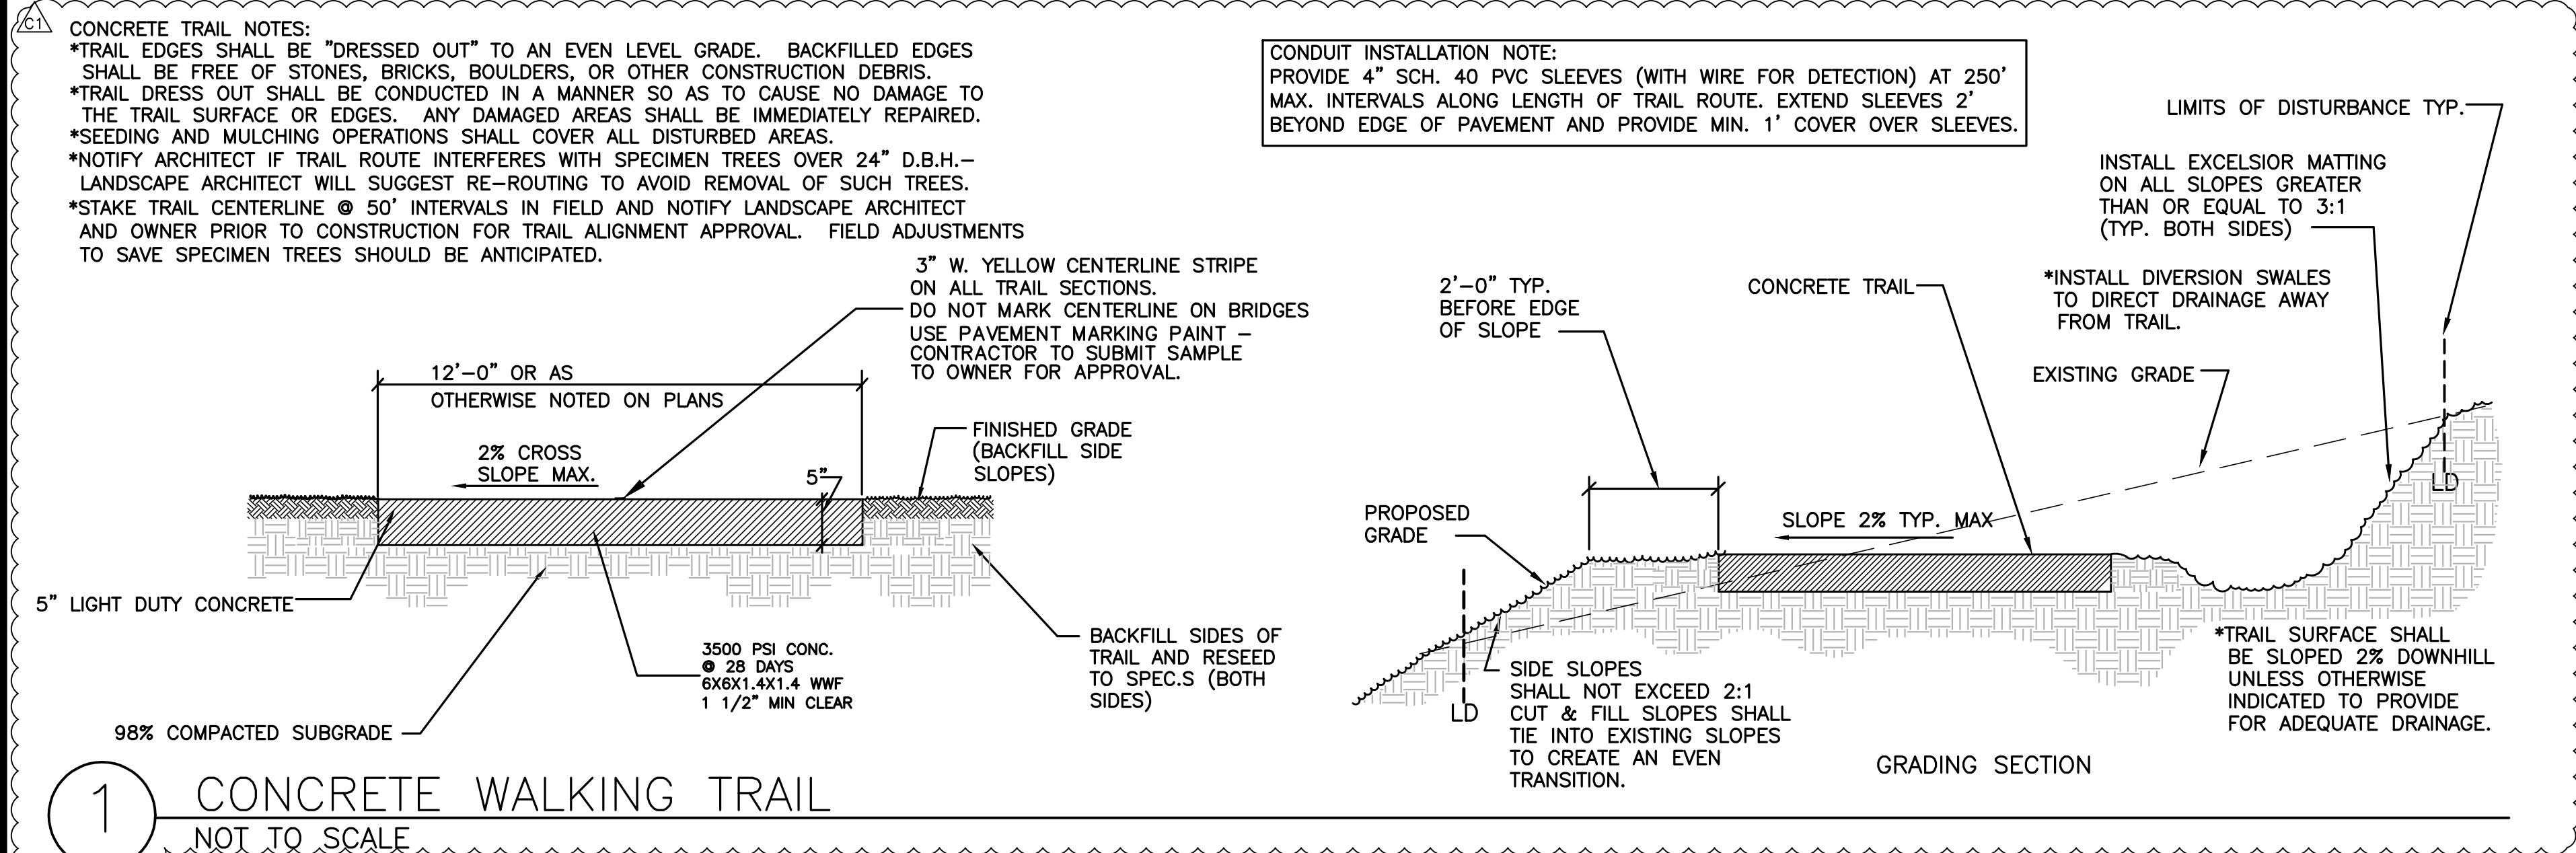 C1
CONCRETE TRAIL NOTES:
*TRAIL EDGES SHALL BE "DRESSED OUT" TO AN EVEN LEVEL GRADE. BACKFILLED EDGES
SHALL BE FREE OF STONES, BRICKS, BOULDERS, OR OTHER CONSTRUCTION DEBRIS.
*TRAIL DRESS OUT SHALL BE CONDUCTED IN A MANNER SO AS TO CAUSE NO DAMAGE TO
THE TRAIL SURFACE OR EDGES. ANY DAMAGED AREAS SHALL BE IMMEDIATELY REPAIRED.
*SEEDING AND MULCHING OPERATIONS SHALL COVER ALL DISTURBED AREAS.
*NOTIFY ARCHITECT IF TRAIL ROUTE INTERFERES WITH SPECIMEN TREES OVER 24" D.B.H.-
LANDSCAPE ARCHITECT WILL SUGGEST RE-ROUTING TO AVOID REMOVAL OF SUCH TREES.
*STAKE TRAIL CENTERLINE @ 50' INTERVALS IN FIELD AND NOTIFY LANDSCAPE ARCHITECT
AND OWNER PRIOR TO CONSTRUCTION FOR TRAIL ALIGNMENT APPROVAL. FIELD ADJUSTMENTS
TO SAVE SPECIMEN TREES SHOULD BE ANTICIPATED.
3" W. YELLOW CENTERLINE STRIPE
ON ALL TRAIL SECTIONS.
DO NOT MARK CENTERLINE ON BRIDGES
USE PAVEMENT MARKING PAINT -
CONTRACTOR TO SUBMIT SAMPLE
TO OWNER FOR APPROVAL.
12'-0" OR AS
OTHERWISE NOTED ON PLANS
2% CROSS
SLOPE MAX.
5"
FINISHED GRADE
(BACKFILL SIDE
SLOPES)
5" LIGHT DUTY CONCRETE
3500 PSI CONC.
@ 28 DAYS
6X6X1.4X1.4 WWF
1 1/2" MIN CLEAR
BACKFILL SIDES OF
TRAIL AND RESEED
TO SPEC.S (BOTH
SIDES)
98% COMPACTED SUBGRADE
1
CONCRETE WALKING TRAIL
NOT TO SCALE
CONDUIT INSTALLATION NOTE:
PROVIDE 4" SCH. 40 PVC SLEEVES (WITH WIRE FOR DETECTION) AT 250'
MAX. INTERVALS ALONG LENGTH OF TRAIL ROUTE. EXTEND SLEEVES 2'
BEYOND EDGE OF PAVEMENT AND PROVIDE MIN. 1' COVER OVER SLEEVES.
LIMITS OF DISTURBANCE TYP.
INSTALL EXCELSIOR MATTING
ON ALL SLOPES GREATER
THAN OR EQUAL TO 3:1
(TYP. BOTH SIDES)
2'-0" TYP.
BEFORE EDGE
OF SLOPE
CONCRETE TRAIL
*INSTALL DIVERSION SWALES
TO DIRECT DRAINAGE AWAY
FROM TRAIL.
EXISTING GRADE
LD
PROPOSED
GRADE
SLOPE 2% TYP. MAX
LD
SIDE SLOPES
SHALL NOT EXCEED 2:1
CUT & FILL SLOPES SHALL
TIE INTO EXISTING SLOPES
TO CREATE AN EVEN
TRANSITION.
*TRAIL SURFACE SHALL
BE SLOPED 2% DOWNHILL
UNLESS OTHERWISE
INDICATED TO PROVIDE
FOR ADEQUATE DRAINAGE.
GRADING SECTION